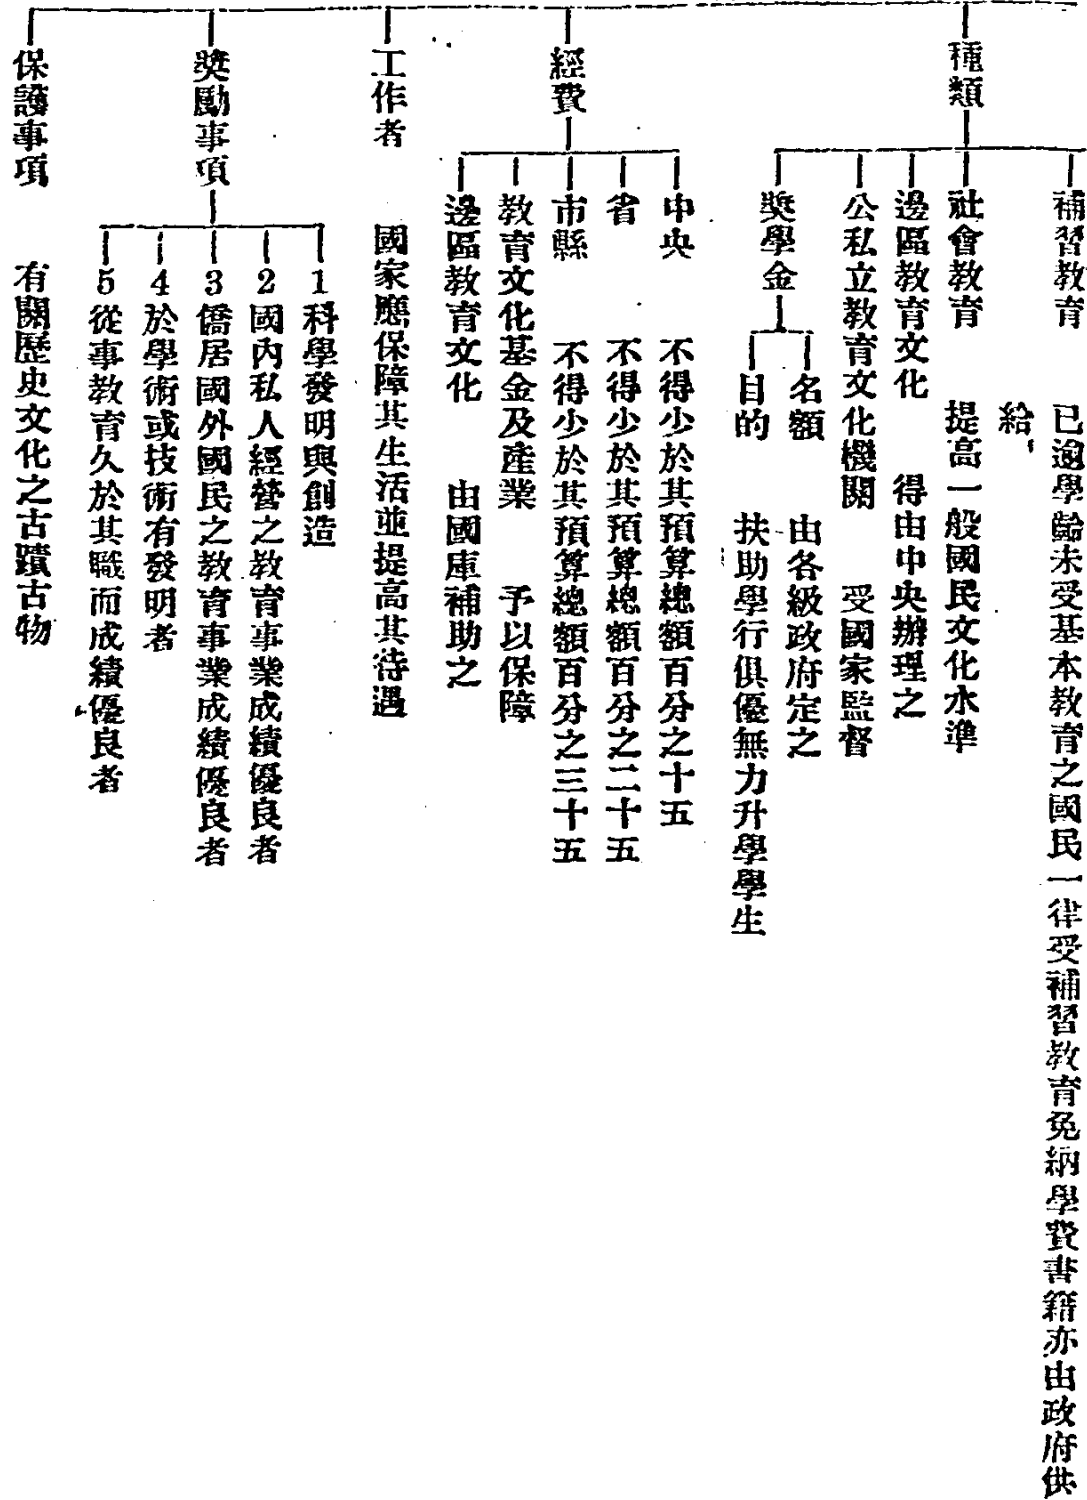 種類
補習教育 已逾學齡未受基本教育之國民一律受補習教育免納學費書籍亦由政府供
給，
社會教育 提高一般國民文化水準
邊區教育文化 得由中央辦理之
公私立教育文化機關 受國家監督
獎學金
名額 由各級政府定之
目的 扶助學行俱優無力升學學生
經費
中央 不得少於其預算總額百分之十五
省 不得少於其預算總額百分之二十五
市縣 不得少於其預算總額百分之三十五
教育文化基金及產業 予以保障
邊區教育文化 由國庫補助之
工作者 國家應保障其生活並提高其待遇
獎勵事項
1 科學發明與創造
2 國內私人經營之教育事業成績優良者
3 僑居國外國民之教育事業成績優良者
4 於學術或技術有發明者
5 從事教育久於其職而成績優良者
保護事項 有關歷史文化之古蹟古物